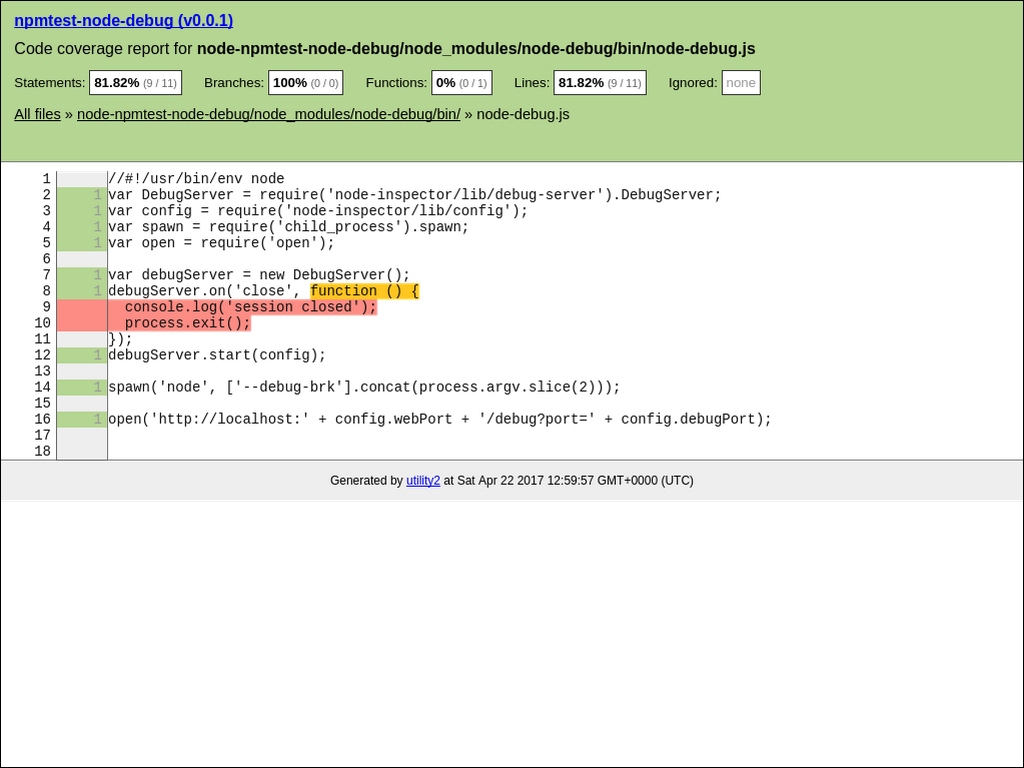 npmtest-node-debug (v0.0.1)
Code coverage report for node-npmtest-node-debug/node_modules/node-debug/bin/node-debug.js
Statements: 81.82% (9 / 11) Branches: 100% (0 / 0) Functions: 0% (0 / 1) Lines: 81.82% (9 / 11) Ignored: none
All files » node-npmtest-node-debug/node_modules/node-debug/bin/ » node-debug.js
1 //#!/usr/bin/env node
2 1 var DebugServer = require('node-inspector/lib/debug-server').DebugServer;
3 1 var config = require('node-inspector/lib/config');
4 1 var spawn = require('child_process').spawn;
5 1 var open = require('open');
6
7 1 var debugServer = new DebugServer();
8 1 debugServer.on('close', function () {
9   console.log('session closed');
10   process.exit();
11 });
12 1 debugServer.start(config);
13
14 1 spawn('node', ['--debug-brk'].concat(process.argv.slice(2)));
15
16 1 open('http://localhost:' + config.webPort + '/debug?port=' + config.debugPort);
17
18
Generated by utility2 at Sat Apr 22 2017 12:59:57 GMT+0000 (UTC)